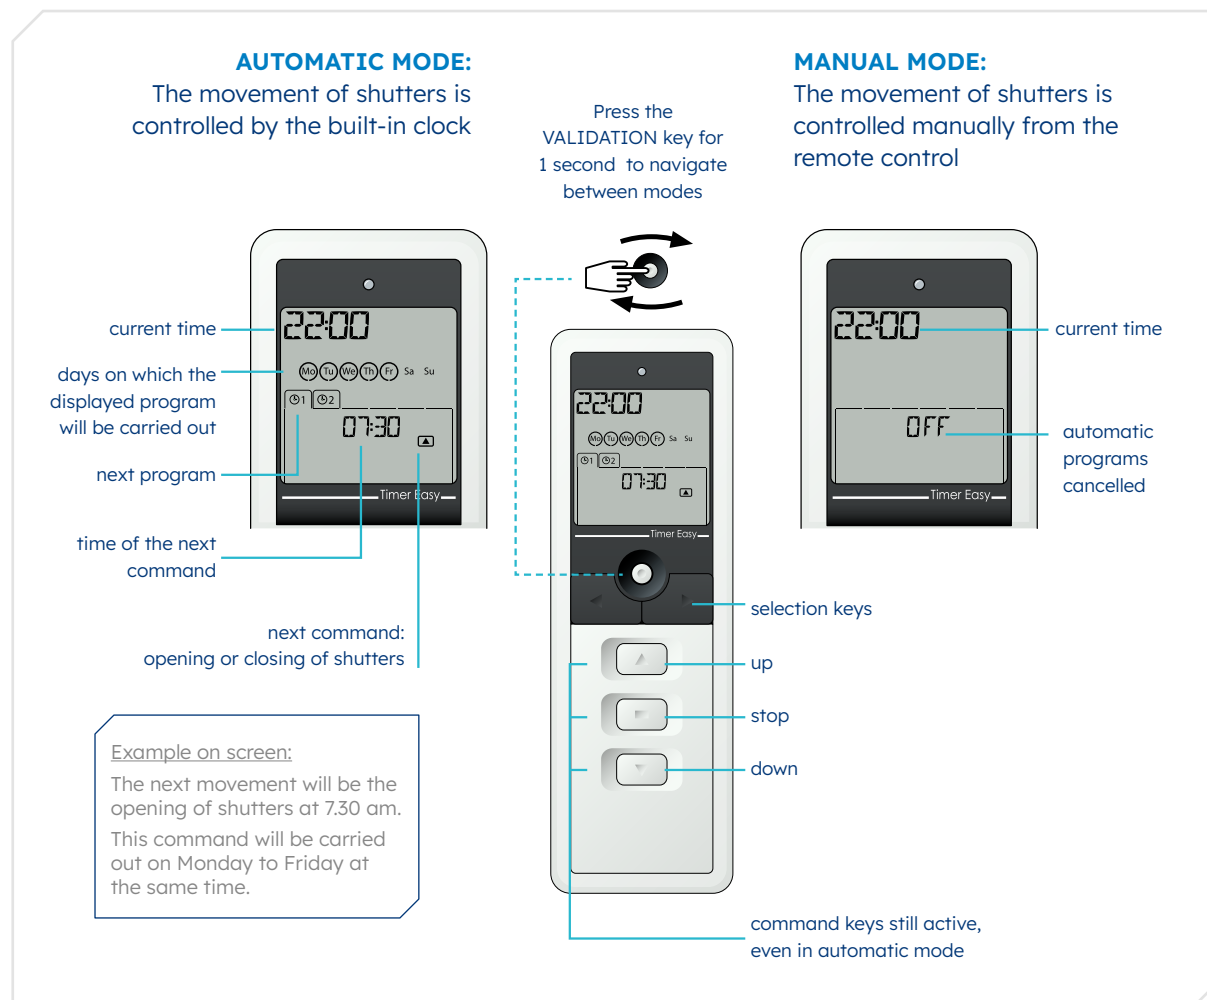 AUTOMATIC MODE:
The movement of shutters is
controlled by the built-in clock
Press the
VALIDATION key for
1 second to navigate
between modes
MANUAL MODE:
The movement of shutters is
controlled manually from the
remote control
22:00
Mo Tu We Th Fr Sa Su
1 2
07:30
Timer Easy
current time
days on which the
displayed program
will be carried out
next program
time of the next
command
next command:
opening or closing of shutters
22:00
Mo Tu We Th Fr Sa Su
1 2
07:30
Timer Easy
22:00
OFF
Timer Easy
current time
automatic
programs
cancelled
selection keys
up
stop
down
command keys still active,
even in automatic mode
Example on screen:
The next movement will be the
opening of shutters at 7.30 am.
This command will be carried
out on Monday to Friday at
the same time.